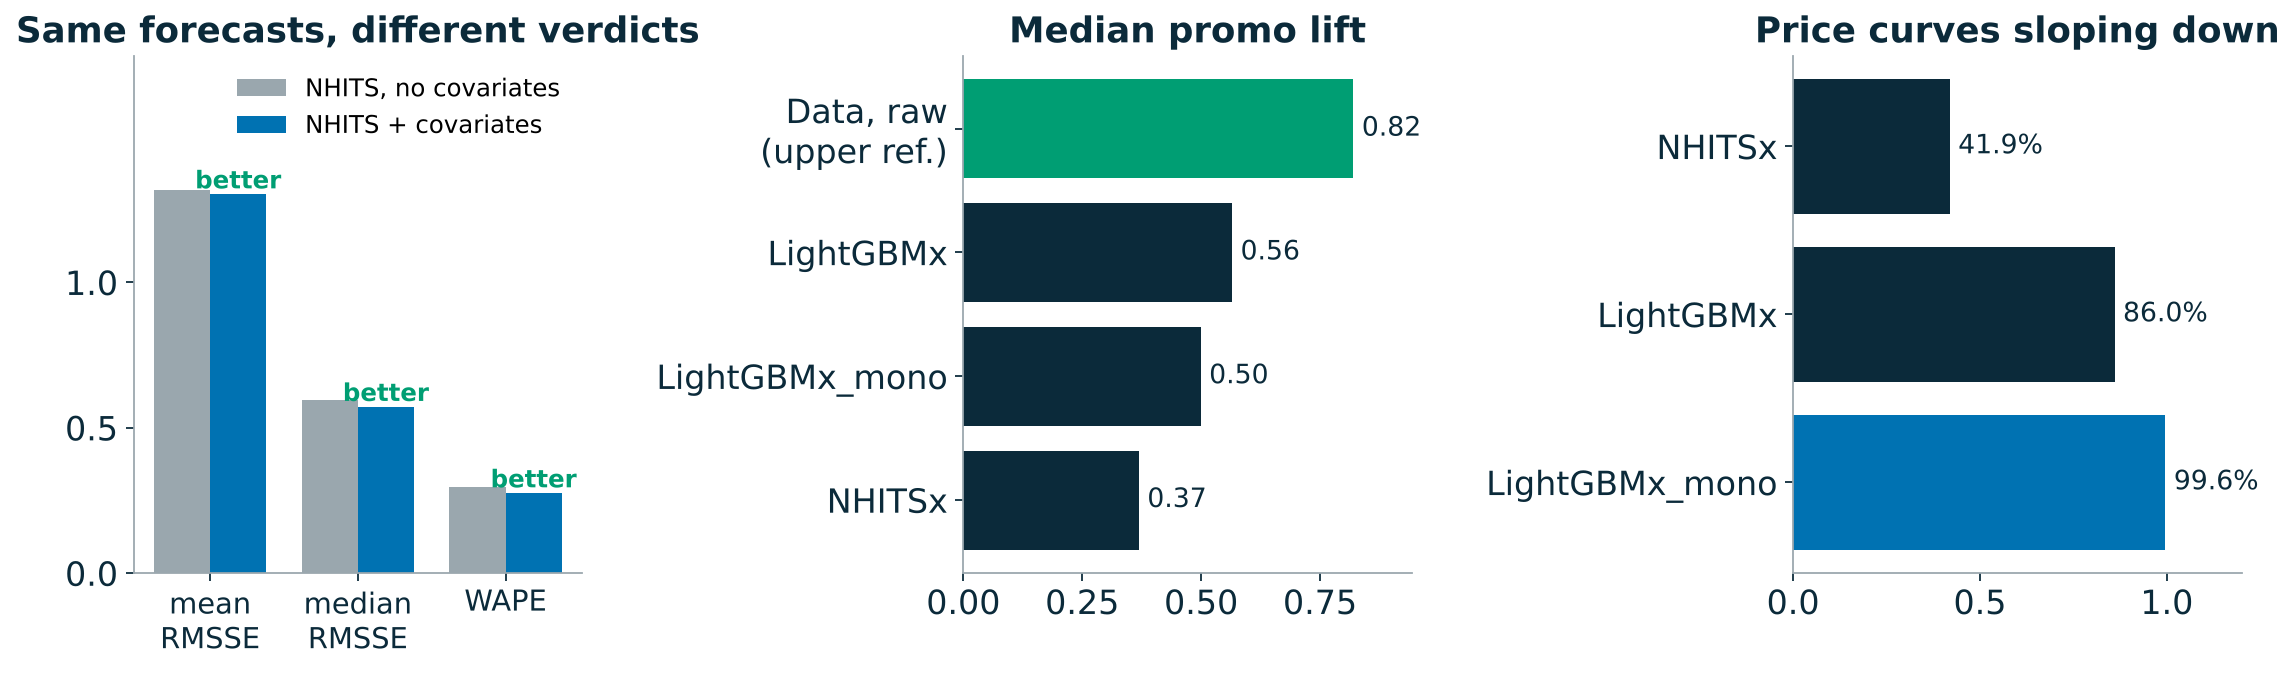 Same forecasts, different verdicts
NHITS, no covariates
NHITS + covariates
better
better
better
1.0
0.5
0.0
mean
RMSSE
median
RMSSE
WAPE
Median promo lift
Data, raw
(upper ref.)
0.82
LightGBMx
0.56
LightGBMx_mono
0.50
NHITSx
0.37
0.00 0.25 0.50 0.75
Price curves sloping down
NHITSx
41.9%
LightGBMx
86.0%
LightGBMx_mono
99.6%
0.0 0.5 1.0